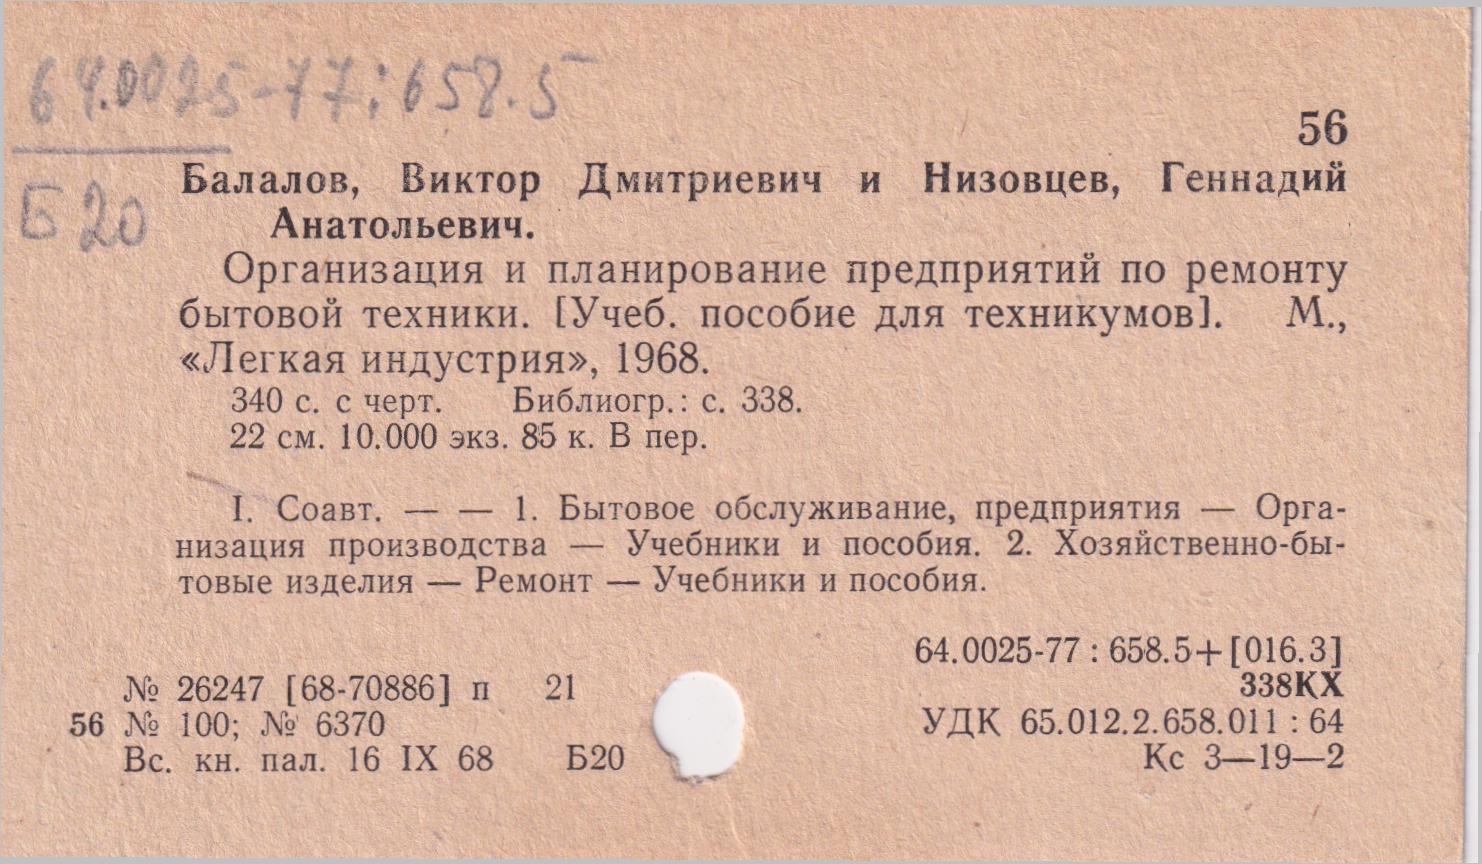 64.0025-77:658.5
56
Б20
Балалов, Виктор Дмитриевич и Низовцев, Геннадий
Анатольевич.
Организация и планирование предприятий по ремонту
бытовой техники. [Учеб. пособие для техникумов]. М.,
«Легкая индустрия», 1968.
340 с. с черт. Библиогр.: с. 338.
22 см. 10.000 экз. 85 к. В пер.
I. Соавт. — — 1. Бытовое обслуживание, предприятия — Орга-
низация производства — Учебники и пособия. 2. Хозяйственно-бы-
товые изделия — Ремонт — Учебники и пособия.
64.0025-77 : 658.5+[016.3]
№ 26247 [68-70886] п 21 338КХ
56 № 100; № 6370 УДК 65.012.2.658.011 : 64
Вс. кн. пал. 16 IX 68 Б20 Кс 3—19—2